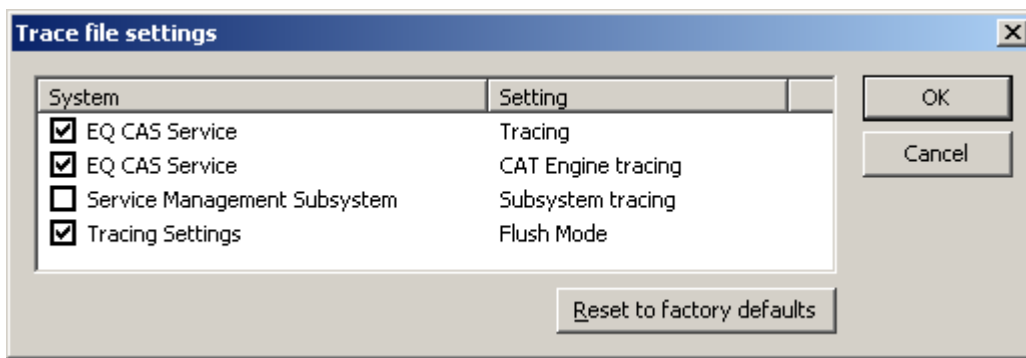 Trace file settings
System Setting
EQ CAS Service Tracing
EQ CAS Service CAT Engine tracing
Service Management Subsystem Subsystem tracing
Tracing Settings Flush Mode
OK
Cancel
Reset to factory defaults